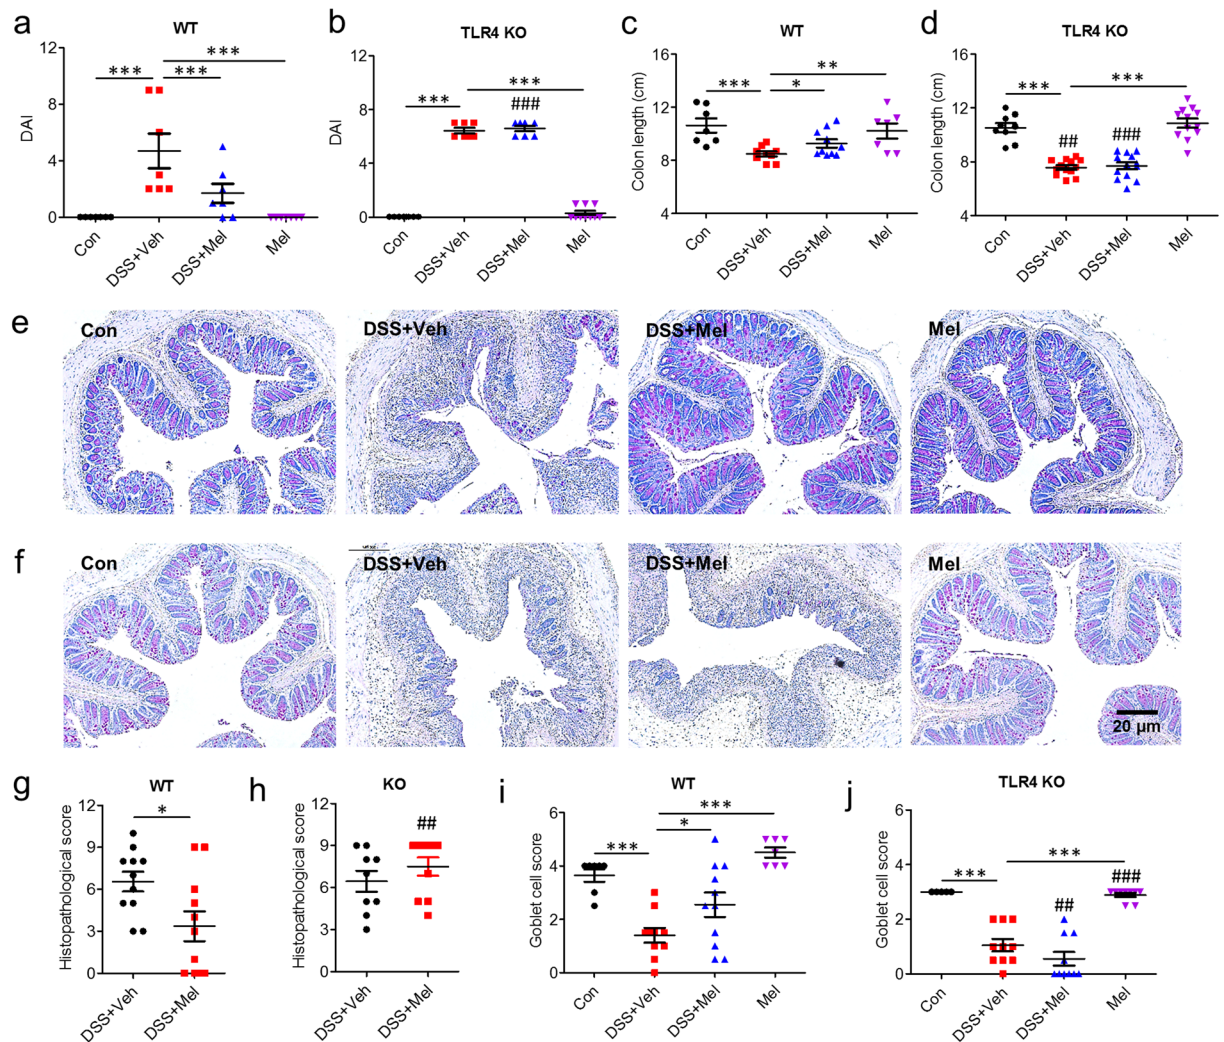 a
WT
DAI
12
8
4
0
***
***
***
Con
DSS+Veh
DSS+Mel
Mel
b
TLR4 KO
DAI
12
8
4
0
***
***
###
Con
DSS+Veh
DSS+Mel
Mel
c
WT
Colon length (cm)
16
12
8
4
***
**
*
Con
DSS+Veh
DSS+Mel
Mel
d
TLR4 KO
Colon length (cm)
16
12
8
4
***
***
##
###
Con
DSS+Veh
DSS+Mel
Mel
e
Con
DSS+Veh
DSS+Mel
Mel
f
Con
DSS+Veh
DSS+Mel
Mel
20 μm
g
WT
Histopathological score
12
9
6
3
0
*
DSS+Veh
DSS+Mel
h
KO
Histopathological score
12
9
6
3
0
##
DSS+Veh
DSS+Mel
i
WT
Goblet cell score
6
4
2
0
***
***
*
Con
DSS+Veh
DSS+Mel
Mel
j
TLR4 KO
Goblet cell score
6
4
2
0
***
***
##
###
Con
DSS+Veh
DSS+Mel
Mel